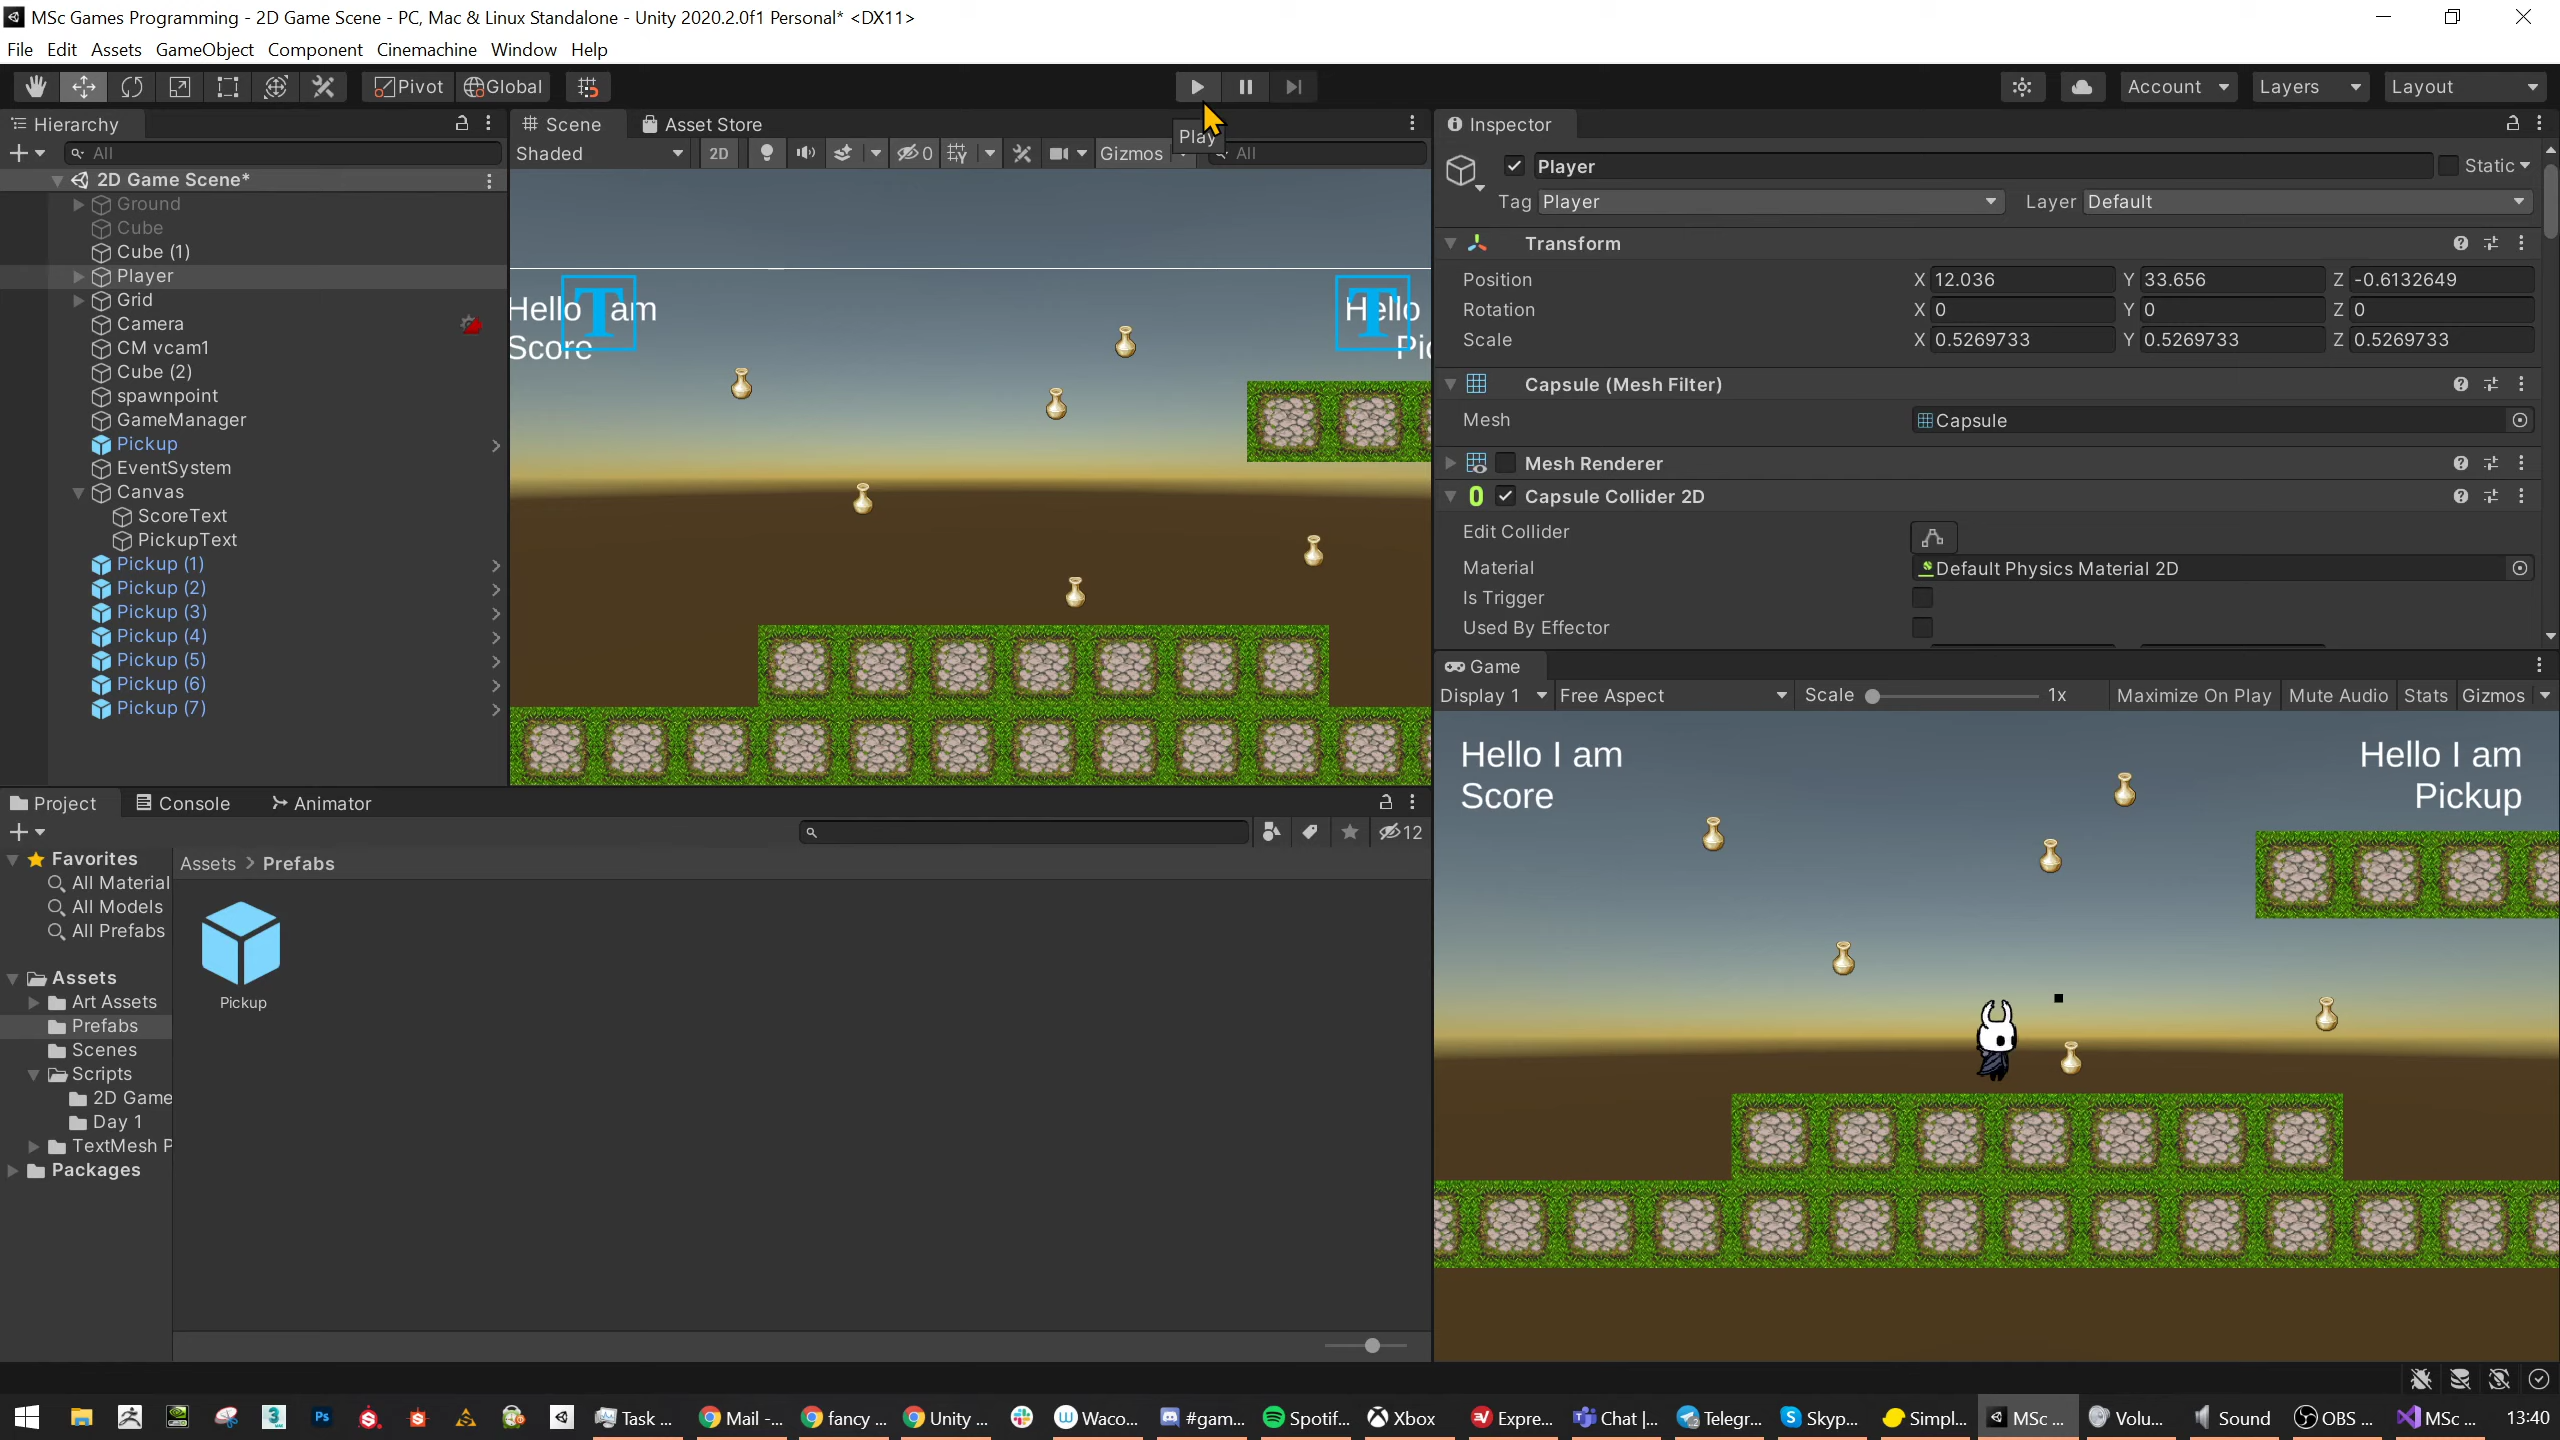 MSc Games Programming - 2D Game Scene - PC, Mac & Linux Standalone - Unity 2020.2.0f1 Personal* <DX11>
File Edit Assets GameObject Component Cinemachine Window Help
Pivot Global Account Layers Layout
Hierarchy
All
2D Game Scene*
Ground
Cube
Cube (1)
Player
Grid
Camera
CM vcam1
Cube (2)
spawnpoint
GameManager
Pickup
EventSystem
Canvas
ScoreText
PickupText
Pickup (1)
Pickup (2)
Pickup (3)
Pickup (4)
Pickup (5)
Pickup (6)
Pickup (7)
Scene Asset Store
Play
Shaded 2D 0 Gizmos All
Hello I am
Score
T
Hello
T
Inspector
Player Static
Tag Player Layer Default
Transform
Position X 12.036 Y 33.656 Z -0.6132649
Rotation X 0 Y 0 Z 0
Scale X 0.5269733 Y 0.5269733 Z 0.5269733
Capsule (Mesh Filter)
Mesh Capsule
Mesh Renderer
Capsule Collider 2D
Edit Collider
Material Default Physics Material 2D
Is Trigger
Used By Effector
Game
Display 1 Free Aspect Scale 1x Maximize On Play Mute Audio Stats Gizmos
Hello I am
Score
Hello I am
Pickup
Project Console Animator
12
Favorites
All Material
All Models
All Prefabs
Assets
Art Assets
Prefabs
Scenes
Scripts
2D Game
Day 1
TextMesh P
Packages
Assets > Prefabs
Pickup
Task ... Mail -... fancy ... Unity ... Waco... #gam... Spotif... Xbox Expre... Chat |... Telegr... Skyp... Simpl... MSc ... Volu... Sound OBS ... MSc ... 13:40